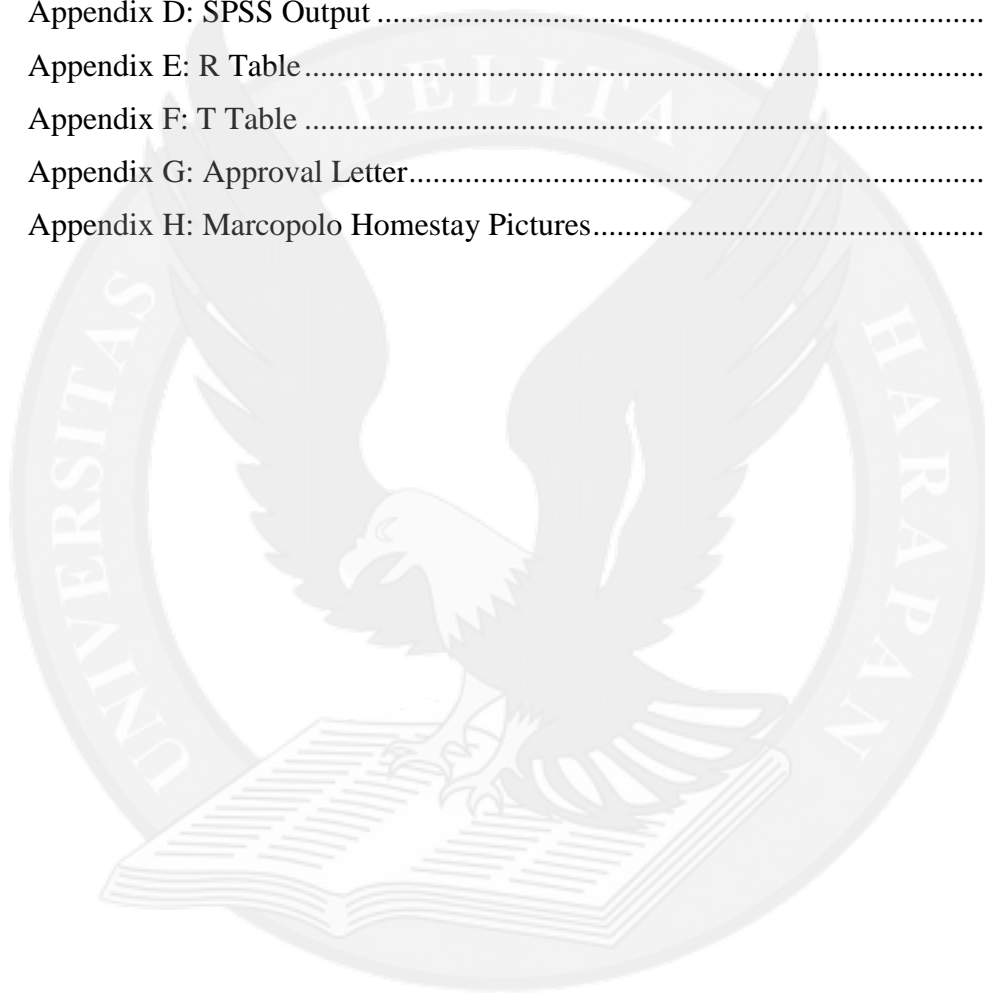 Appendix D: SPSS Output ............................................................................
Appendix E: R Table.....................................................................................
Appendix F: T Table ......................................................................................
Appendix G: Approval Letter........................................................................
Appendix H: Marcopolo Homestay Pictures.................................................
UNIVERSITAS PELITA HARAPAN